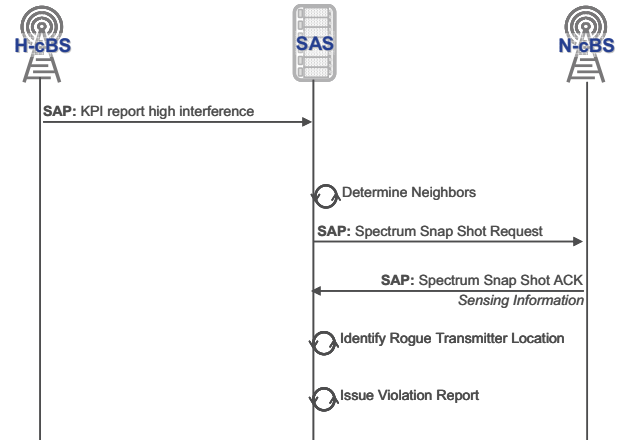 H-cBS
SAS
N-cBS
SAP: KPI report high interference
Determine Neighbors
SAP: Spectrum Snap Shot Request
SAP: Spectrum Snap Shot ACK
Sensing Information
Identify Rogue Transmitter Location
Issue Violation Report